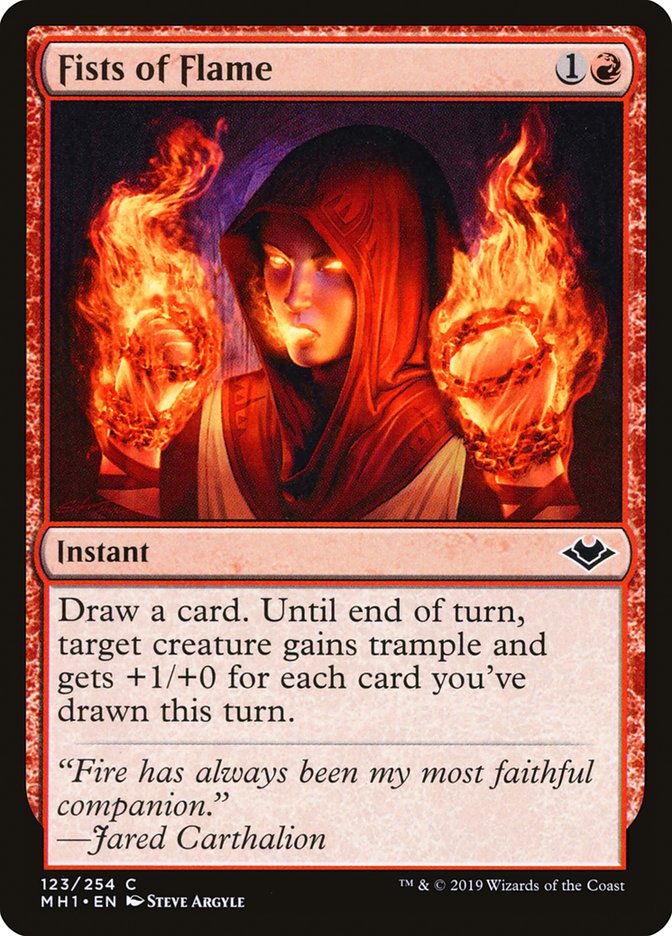 Fists of Flame 1
Instant
Draw a card. Until end of turn,
target creature gains trample and
gets +1/+0 for each card you've
drawn this turn.
“Fire has always been my most faithful
companion.”
—Jared Carthalion
123/254 C
MH1 • EN Steve Argyle
™ & © 2019 Wizards of the Coast